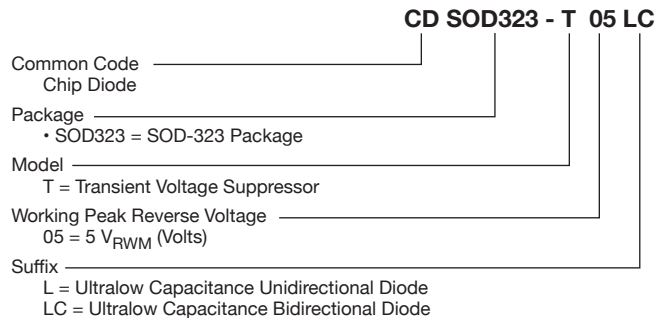 CD SOD323 - T 05 LC
Common Code
Chip Diode
Package
• SOD323 = SOD-323 Package
Model
T = Transient Voltage Suppressor
Working Peak Reverse Voltage
05 = 5 VRWM (Volts)
Suffix
L = Ultralow Capacitance Unidirectional Diode
LC = Ultralow Capacitance Bidirectional Diode